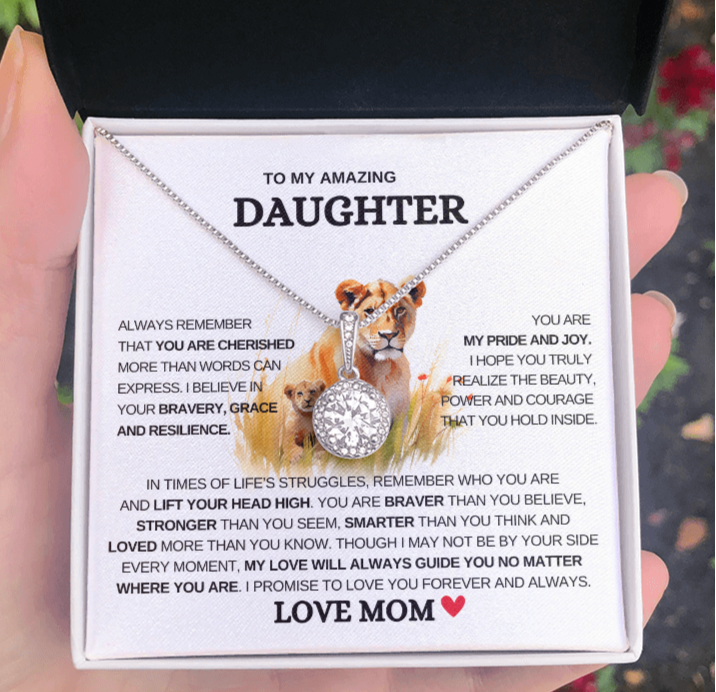 TO MY AMAZING
DAUGHTER
ALWAYS REMEMBER
THAT YOU ARE CHERISHED
MORE THAN WORDS CAN
EXPRESS. I BELIEVE IN
YOUR BRAVERY, GRACE
AND RESILIENCE.
YOU ARE
MY PRIDE AND JOY.
I HOPE YOU TRULY
REALIZE THE BEAUTY,
POWER AND COURAGE
THAT YOU HOLD INSIDE.
IN TIMES OF LIFE'S STRUGGLES, REMEMBER WHO YOU ARE
AND LIFT YOUR HEAD HIGH. YOU ARE BRAVER THAN YOU BELIEVE,
STRONGER THAN YOU SEEM, SMARTER THAN YOU THINK AND
LOVED MORE THAN YOU KNOW. THOUGH I MAY NOT BE BY YOUR SIDE
EVERY MOMENT, MY LOVE WILL ALWAYS GUIDE YOU NO MATTER
WHERE YOU ARE. I PROMISE TO LOVE YOU FOREVER AND ALWAYS.
LOVE MOM